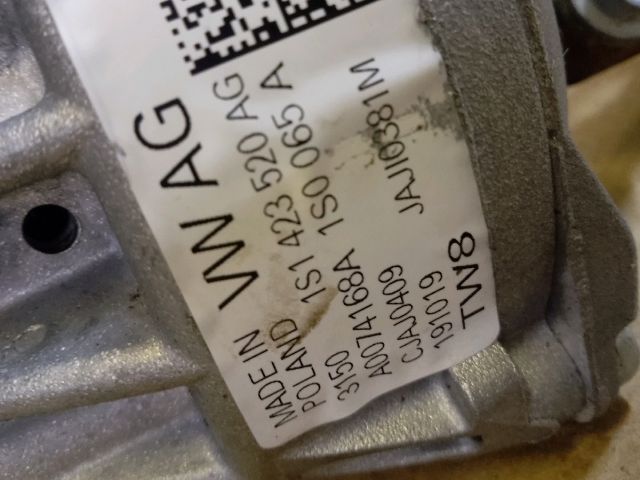 VW AG
MADE IN
POLAND 1S1 423 520 AG
1S0 065 A
3150
A0074168A
CJAJ0409 JAJI0381M
191019
TW8